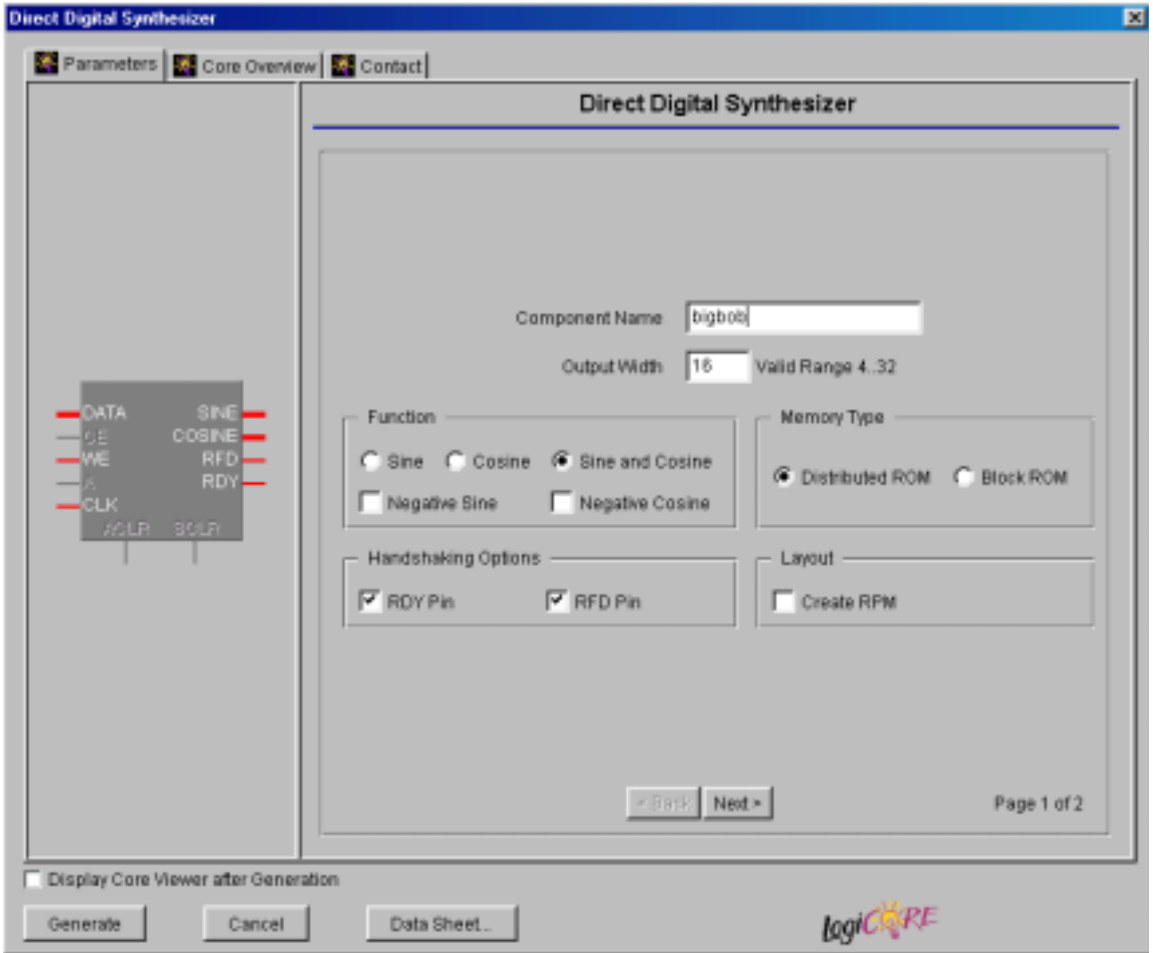 Direct Digital Synthesizer
Parameters Core Overview Contact
Direct Digital Synthesizer
Component Name bigbob
Output Width 16 Valid Range 4..32
Function
Sine Cosine Sine and Cosine
Negative Sine Negative Cosine
Memory Type
Distributed ROM Block ROM
Handshaking Options
RDY Pin RFD Pin
Layout
Create RPM
DATA SINE
CE COSINE
WE RFD
A RDY
CLK
ACLR SCLR
< Back Next > Page 1 of 2
Display Core Viewer after Generation
Generate Cancel Data Sheet...
LogiCORE